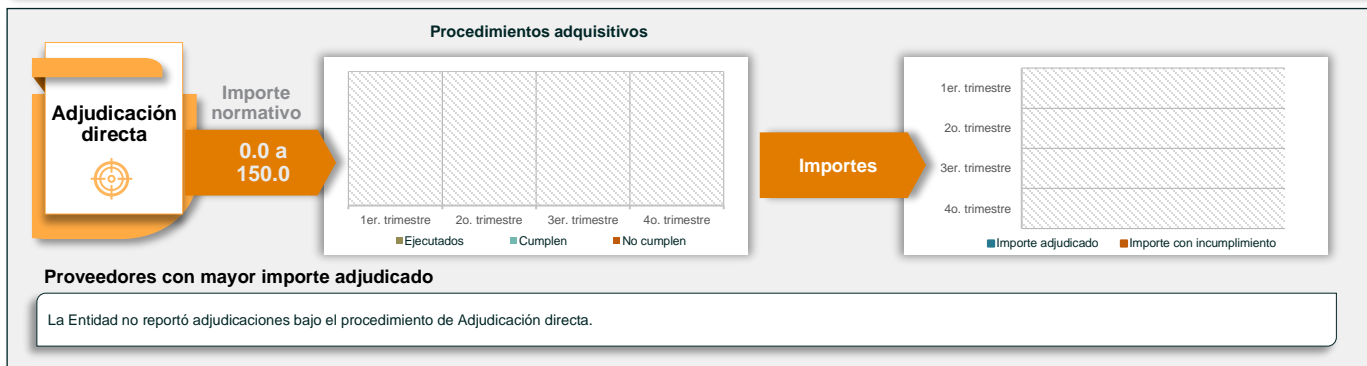 Procedimientos adquisitivos
Adjudicación
directa
Importe
normativo
0.0 a
150.0
1er. trimestre 2o. trimestre 3er. trimestre 4o. trimestre
Ejecutados Cumplen No cumplen
Importes
1er. trimestre
2o. trimestre
3er. trimestre
4o. trimestre
Importe adjudicado Importe con incumplimiento
Proveedores con mayor importe adjudicado
La Entidad no reportó adjudicaciones bajo el procedimiento de Adjudicación directa.